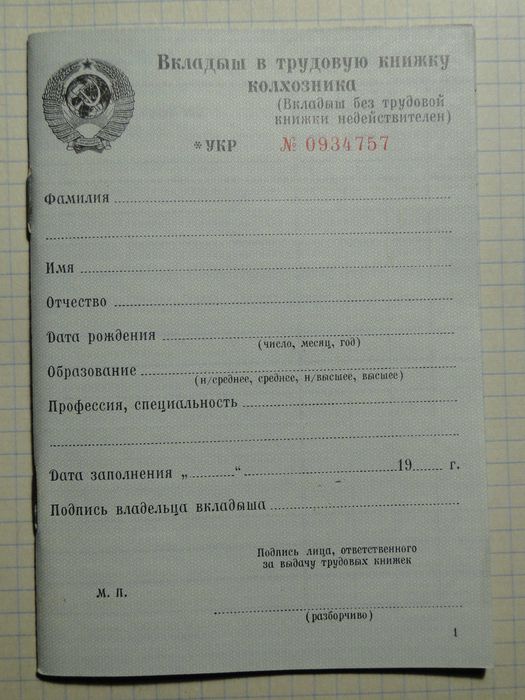 Вкладыш в трудовую книжку
колхозника
(Вкладыш без трудовой
книжки недействителен)
*УКР № 0934757
Фамилия
Имя
Отчество
Дата рождения
(число, месяц, год)
Образование
(н/среднее, среднее, н/высшее, высшее)
Профессия, специальность
Дата заполнения „ “ 19 г.
Подпись владельца вкладыша
Подпись лица, ответственного
за выдачу трудовых книжек
М. П.
(разборчиво)
1